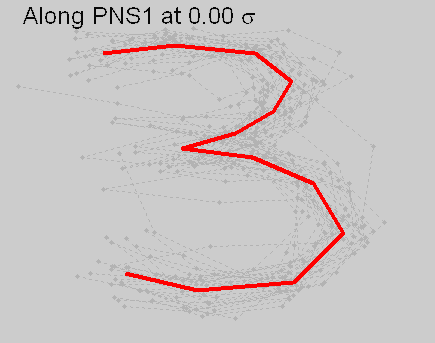 Along PNS1 at 0.00 σ